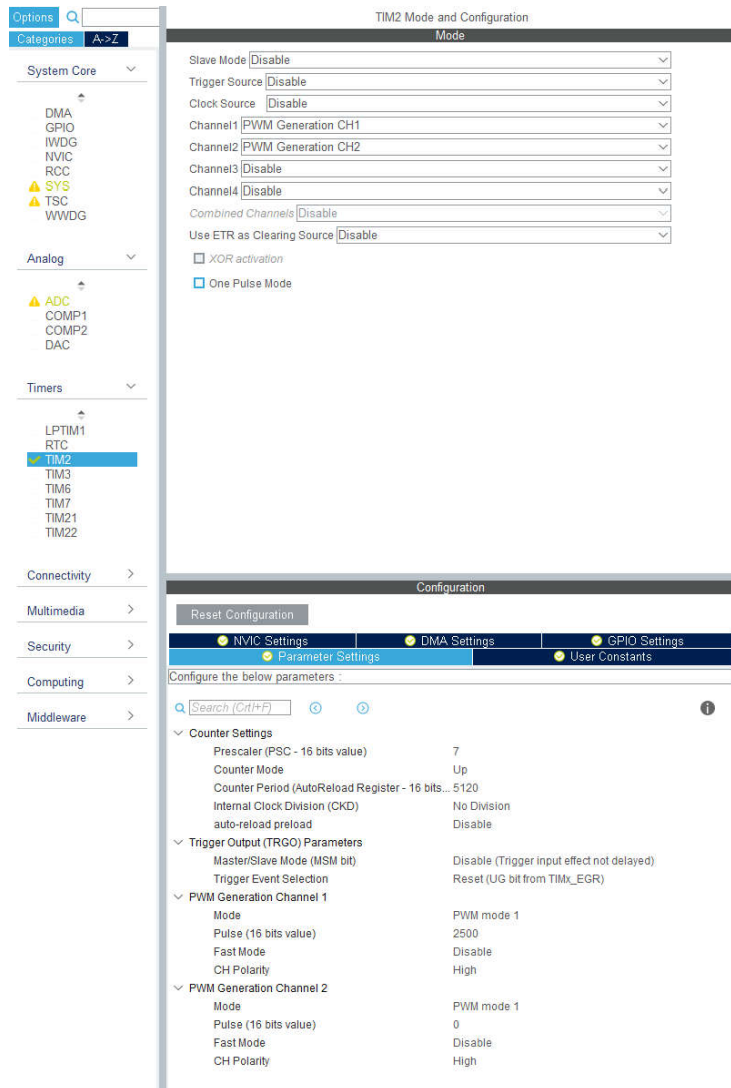 Options
Categories A->Z
System Core
DMA
GPIO
IWDG
NVIC
RCC
SYS
TSC
WWDG
Analog
ADC
COMP1
COMP2
DAC
Timers
LPTIM1
RTC
TIM2
TIM3
TIM6
TIM7
TIM21
TIM22
Connectivity
Multimedia
Security
Computing
Middleware
TIM2 Mode and Configuration
Mode
Slave Mode Disable
Trigger Source Disable
Clock Source Disable
Channel1 PWM Generation CH1
Channel2 PWM Generation CH2
Channel3 Disable
Channel4 Disable
Combined Channels Disable
Use ETR as Clearing Source Disable
XOR activation
One Pulse Mode
Configuration
Reset Configuration
NVIC Settings DMA Settings GPIO Settings
Parameter Settings User Constants
Configure the below parameters :
Search (Crtl+F)
Counter Settings
Prescaler (PSC - 16 bits value) 7
Counter Mode Up
Counter Period (AutoReload Register - 16 bits... 5120
Internal Clock Division (CKD) No Division
auto-reload preload Disable
Trigger Output (TRGO) Parameters
Master/Slave Mode (MSM bit) Disable (Trigger input effect not delayed)
Trigger Event Selection Reset (UG bit from TIMx_EGR)
PWM Generation Channel 1
Mode PWM mode 1
Pulse (16 bits value) 2500
Fast Mode Disable
CH Polarity High
PWM Generation Channel 2
Mode PWM mode 1
Pulse (16 bits value) 0
Fast Mode Disable
CH Polarity High